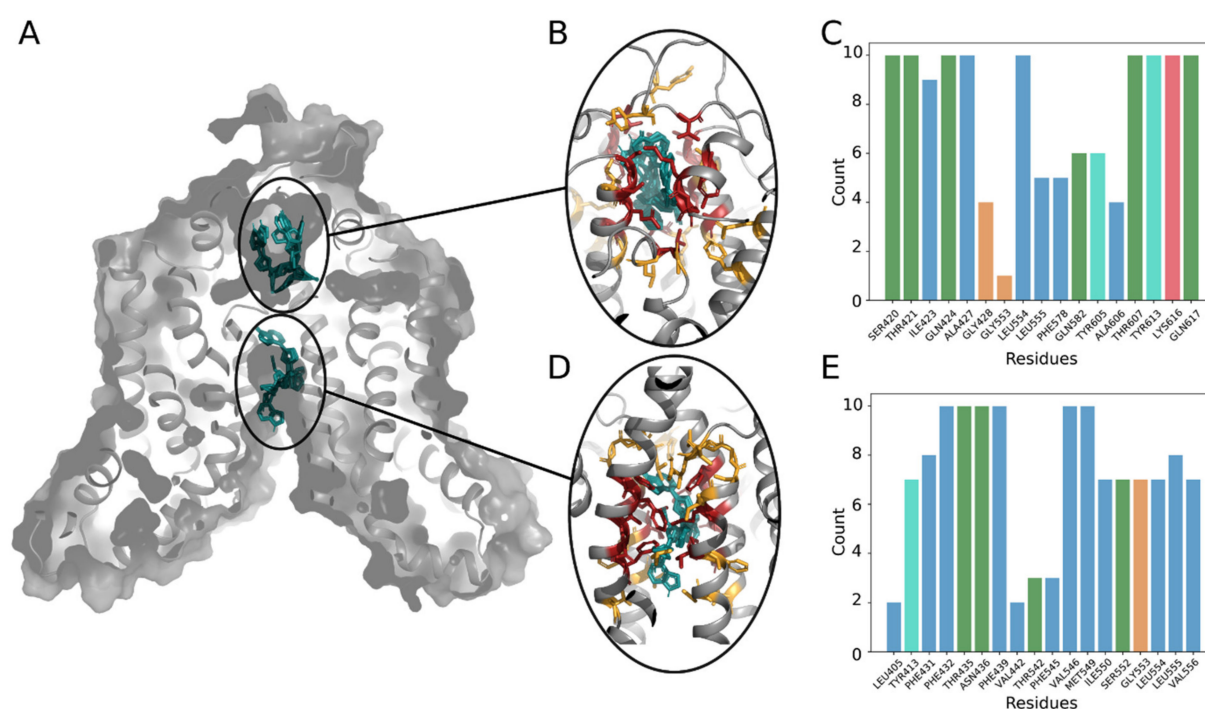 A
B
C
10
8
6
4
2
0
Count
SER420
THR421
ILE423
GLN424
ALA427
GLY428
GLY553
LEU554
LEU555
PHE578
GLN582
TYR605
ALA606
THR607
TYR613
LYS616
GLN617
Residues
D
E
10
8
6
4
2
0
Count
LEU405
TYR413
PHE431
PHE432
THR435
ASN436
PHE439
VAL442
THR542
PHE545
VAL546
MET549
ILE550
SER552
GLY553
LEU554
LEU555
VAL556
Residues